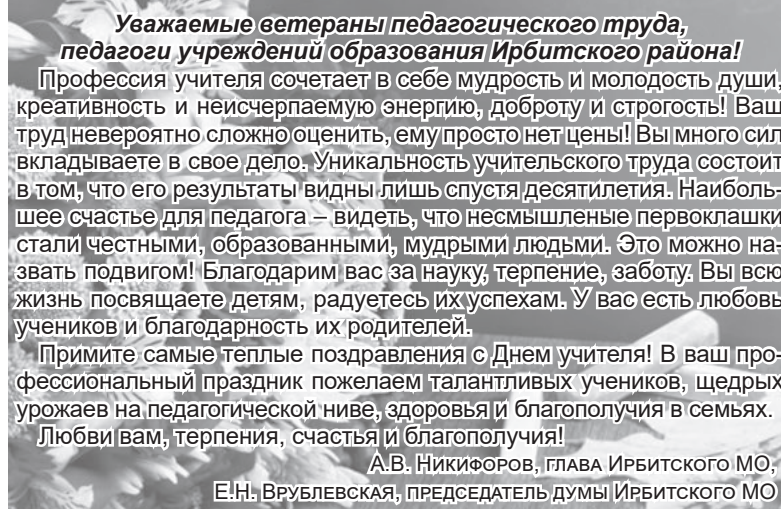 Уважаемые ветераны педагогического труда,
педагоги учреждений образования Ирбитского района!
Профессия учителя сочетает в себе мудрость и молодость души,
креативность и неисчерпаемую энергию, доброту и строгость! Ваш
труд невероятно сложно оценить, ему просто нет цены! Вы много сил
вкладываете в свое дело. Уникальность учительского труда состоит
в том, что его результаты видны лишь спустя десятилетия. Наиболь-
шее счастье для педагога – видеть, что несмышленые первоклашки
стали честными, образованными, мудрыми людьми. Это можно на-
звать подвигом! Благодарим вас за науку, терпение, заботу. Вы всю
жизнь посвящаете детям, радуетесь их успехам. У вас есть любовь
учеников и благодарность их родителей.
Примите самые теплые поздравления с Днем учителя! В ваш про-
фессиональный праздник пожелаем талантливых учеников, щедрых
урожаев на педагогической ниве, здоровья и благополучия в семьях.
Любви вам, терпения, счастья и благополучия!
А.В. Никифоров, глава Ирбитского МО,
Е.Н. Врублевская, председатель думы Ирбитского МО